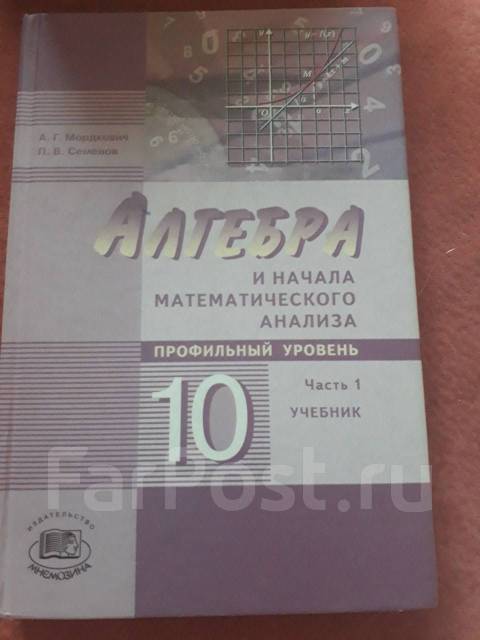 А. Г. Мордкович
П. В. Семенов
АЛГЕБРА
И НАЧАЛА
МАТЕМАТИЧЕСКОГО
АНАЛИЗА
ПРОФИЛЬНЫЙ УРОВЕНЬ
10
Часть 1
УЧЕБНИК
FarPost.ru
ИЗДАТЕЛЬСТВО
МНЕМОЗИНА